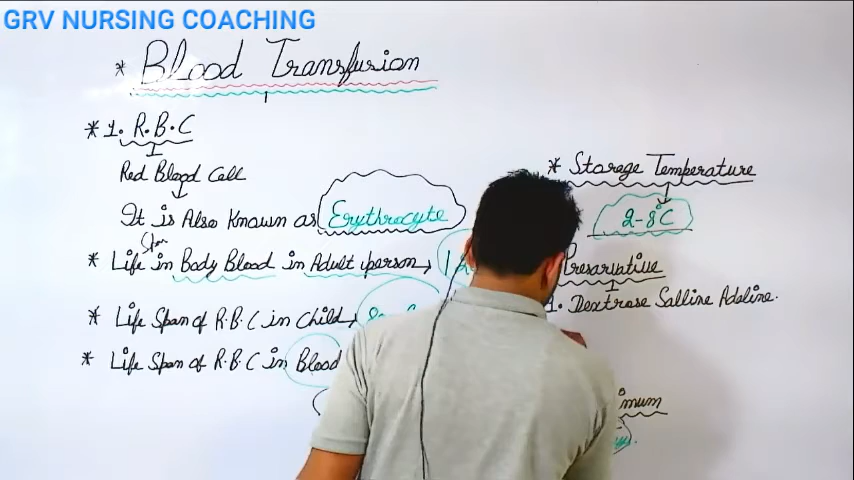 GRV NURSING COACHING
* Blood Transfusion
* 1. R.B.C
Red Blood Cell
It is Also Known as Erythrocyte
* Life in Body Blood in Adult person,
* Life Span of R.B.C in Child,
* Life Span of R.B.C in Blood
* Storage Temperature
2-8°C
Presarvative
1. Dextrose Salline Adeline.